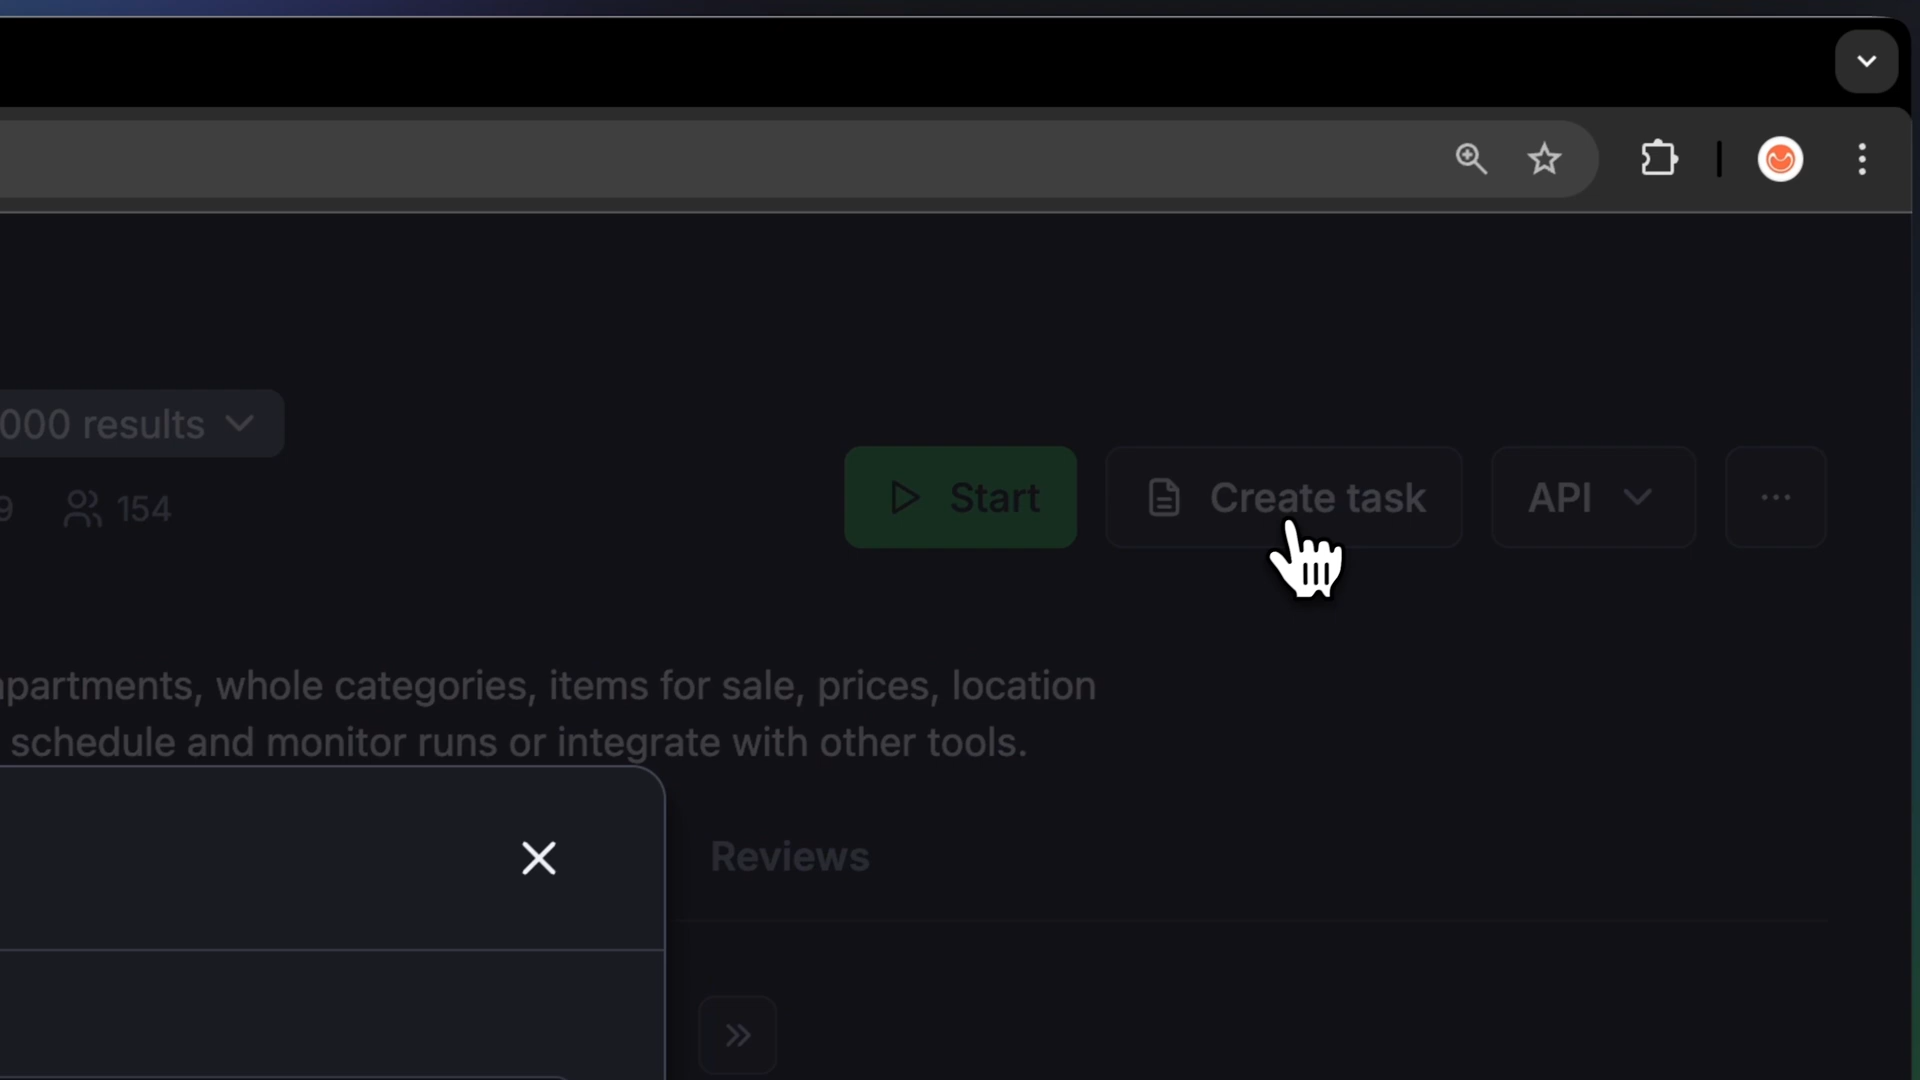 000 results
9 154
Start
Create task
API
partments, whole categories, items for sale, prices, location
schedule and monitor runs or integrate with other tools.
Reviews